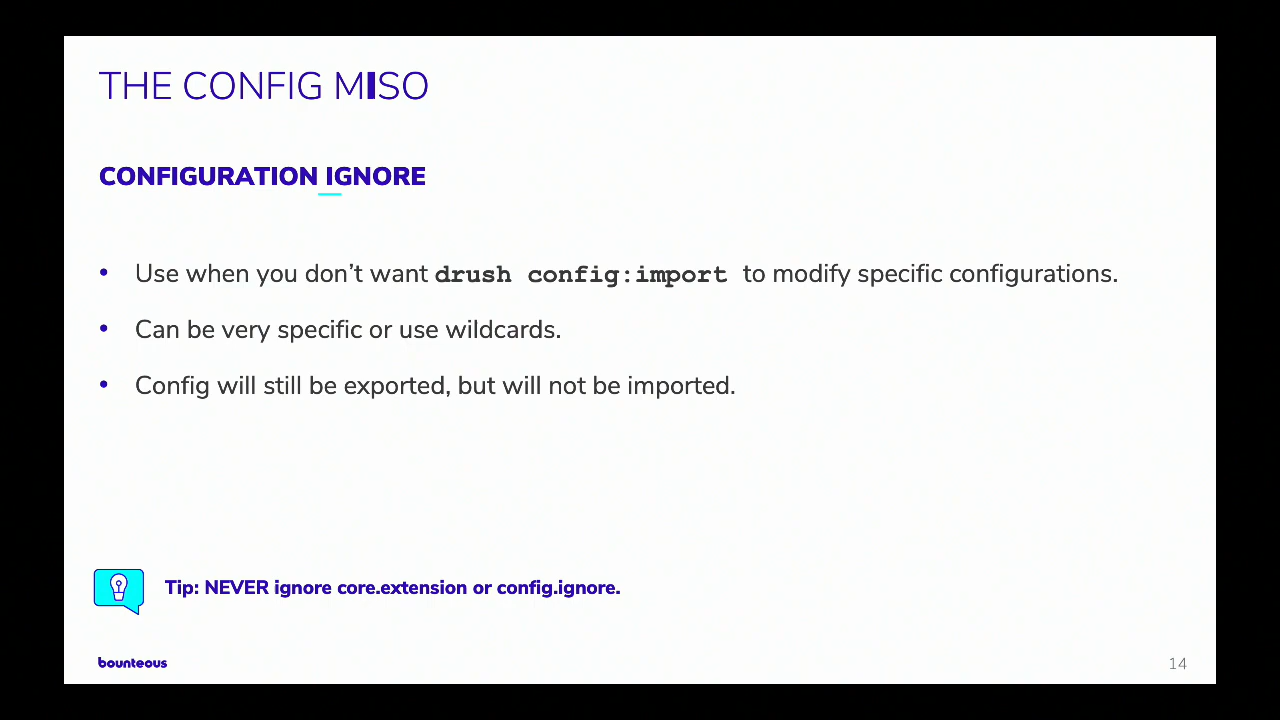 THE CONFIG MISO
CONFIGURATION IGNORE
• Use when you don’t want drush config:import to modify specific configurations.
• Can be very specific or use wildcards.
• Config will still be exported, but will not be imported.
Tip: NEVER ignore core.extension or config.ignore.
bounteous
14